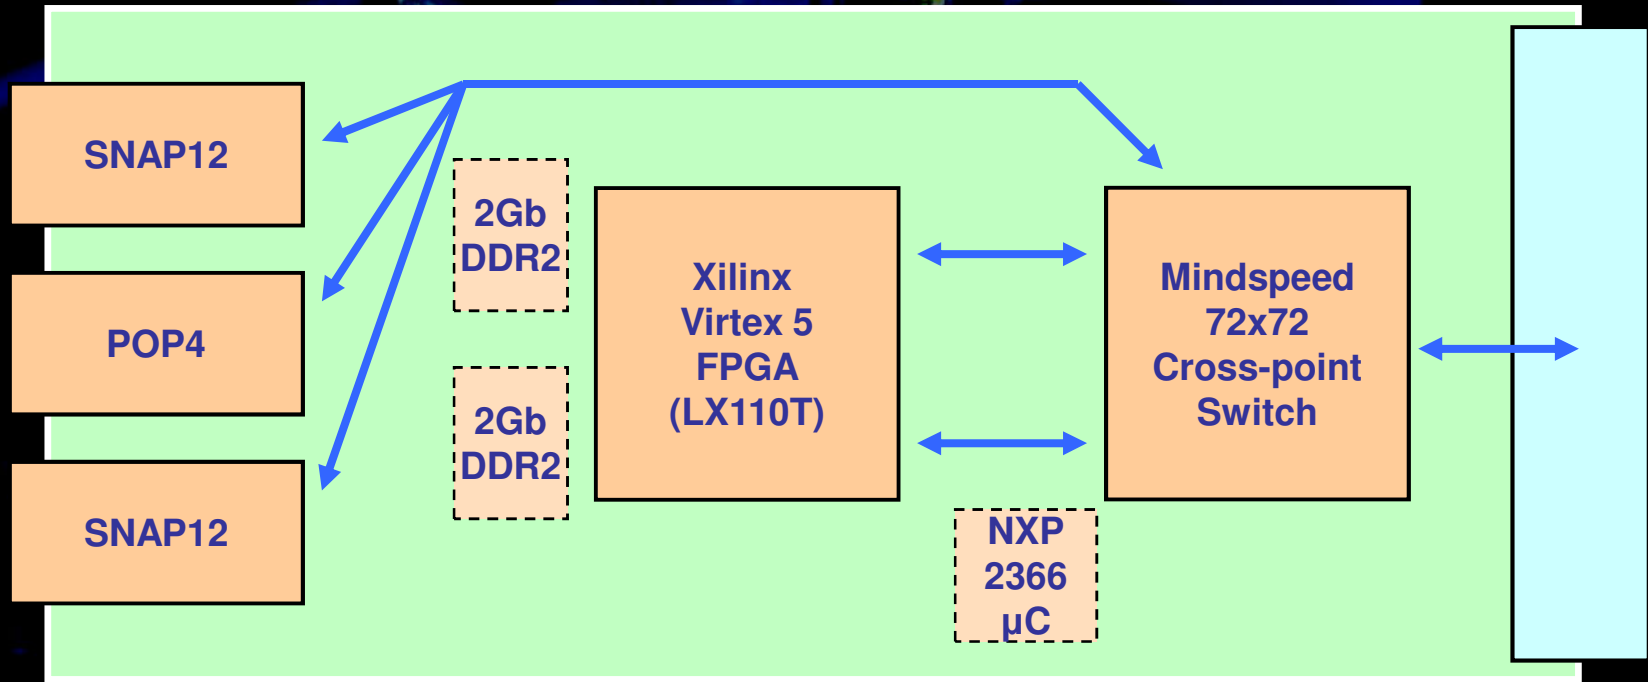 SNAP12
POP4
SNAP12
2Gb
DDR2
2Gb
DDR2
Xilinx
Virtex 5
FPGA
(LX110T)
Mindspeed
72x72
Cross-point
Switch
NXP
2366
µC